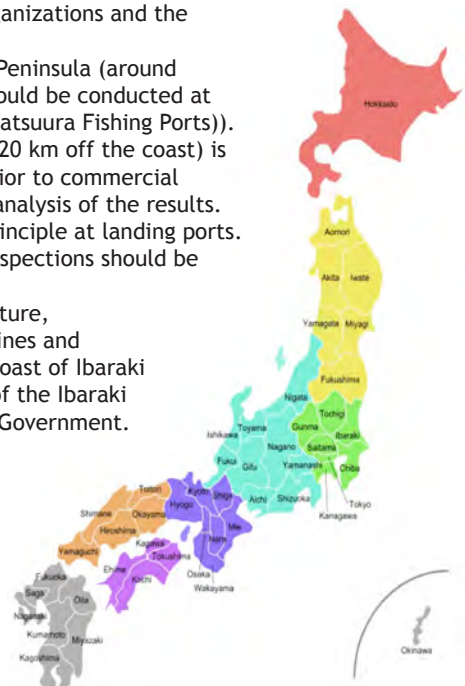 ganizations and the
Peninsula (around
ould be conducted at
atsuura Fishing Ports)).
20 km off the coast) is
ior to commercial
analysis of the results.
inciple at landing ports.
spections should be
ture,
ines and
oast of Ibaraki
of the Ibaraki
Government.
Hokkaido
Aomori
Akita
Iwate
Yamagata
Miyagi
Fukushima
Nigata
Tochigi
Toyama
Gunma
Ibaraki
Ishikawa
Nagano
Saitama
Fukui
Gifu
Yamanashi
Chiba
Aichi
Shizuoka
Tokyo
Kanagawa
Tottori
Kyoto
Shiga
Hyogo
Shimane
Okayama
Hiroshima
Mie
Nara
Kagawa
Yamaguchi
Tokushima
Ehime
Kochi
Osaka
Wakayama
Fukuoka
Saga
Oita
Nagasaki
Kumamoto
Miyazaki
Kagoshima
Okinawa